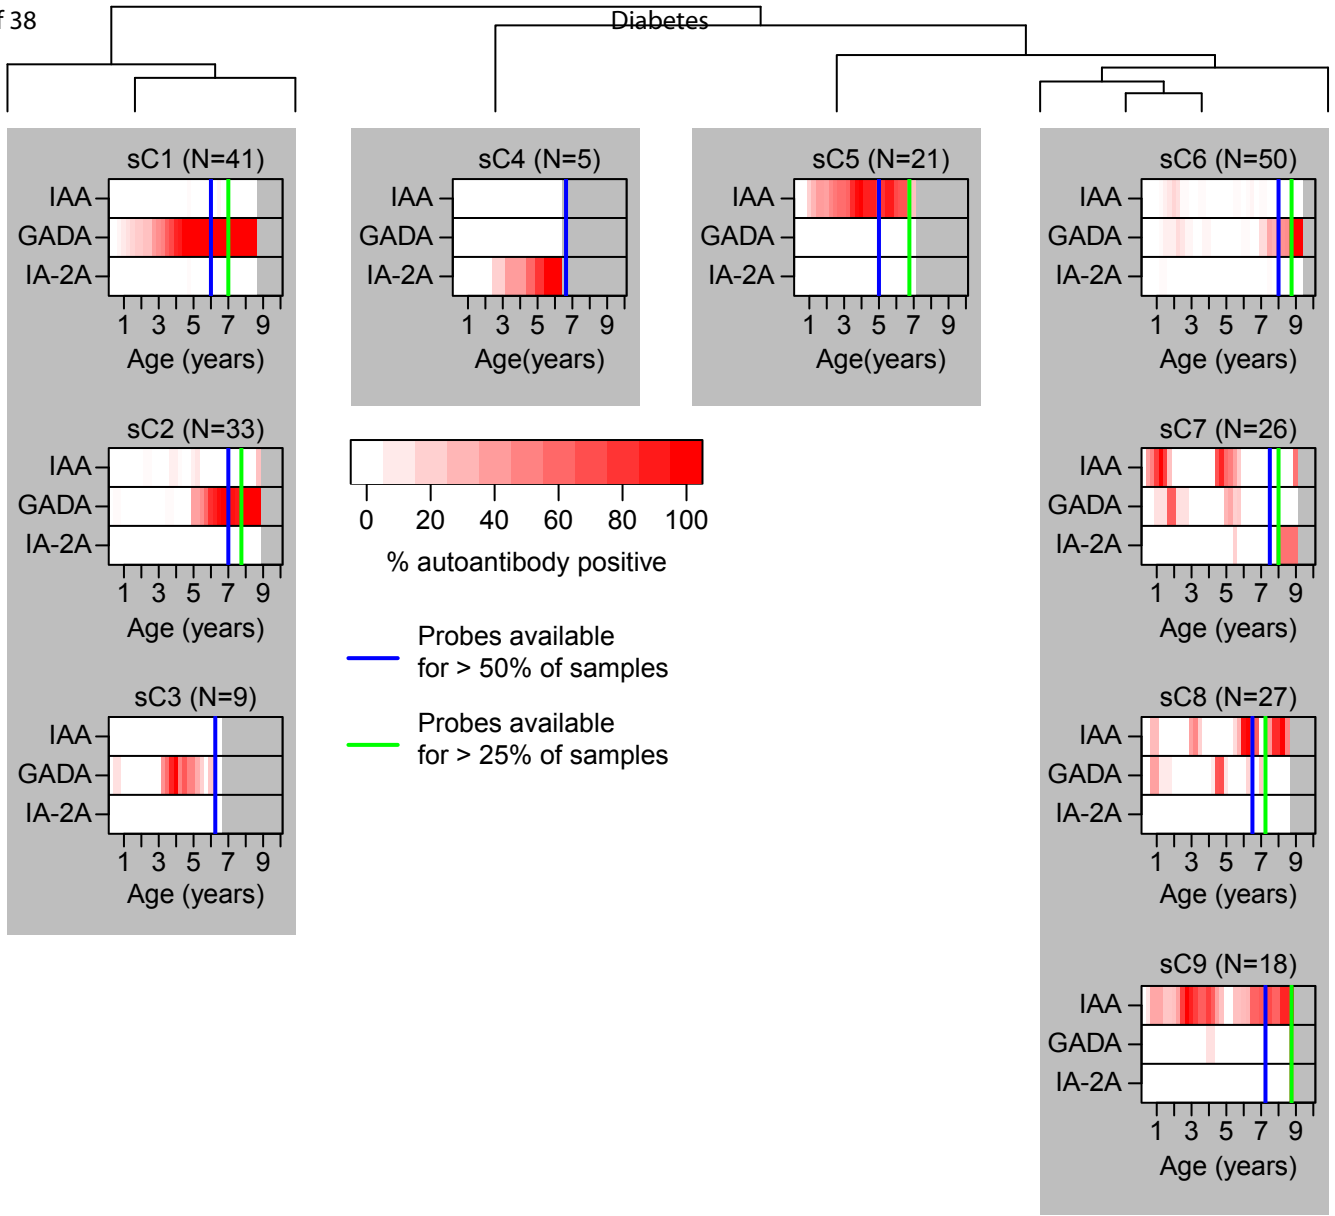 f 38
Diabetes
sC1 (N=41)
IAA
GADA
IA-2A
1 3 5 7 9
Age (years)
sC2 (N=33)
IAA
GADA
IA-2A
1 3 5 7 9
Age (years)
sC3 (N=9)
IAA
GADA
IA-2A
1 3 5 7 9
Age (years)
sC4 (N=5)
IAA
GADA
IA-2A
1 3 5 7 9
Age(years)
0 20 40 60 80 100
% autoantibody positive
Probes available
for > 50% of samples
Probes available
for > 25% of samples
sC5 (N=21)
IAA
GADA
IA-2A
1 3 5 7 9
Age(years)
sC6 (N=50)
IAA
GADA
IA-2A
1 3 5 7 9
Age (years)
sC7 (N=26)
IAA
GADA
IA-2A
1 3 5 7 9
Age (years)
sC8 (N=27)
IAA
GADA
IA-2A
1 3 5 7 9
Age (years)
sC9 (N=18)
IAA
GADA
IA-2A
1 3 5 7 9
Age (years)